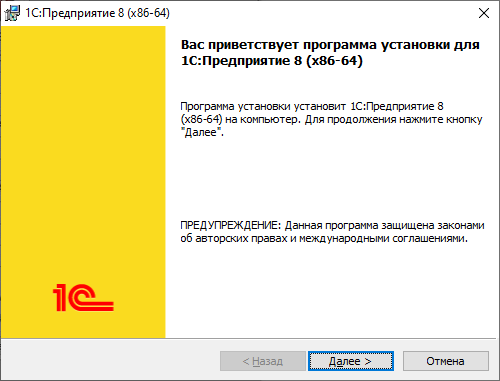 1С:Предприятие 8 (x86-64)
Вас приветствует программа установки для
1С:Предприятие 8 (x86-64)
Программа установки установит 1С:Предприятие 8
(x86-64) на компьютер. Для продолжения нажмите кнопку
"Далее".
ПРЕДУПРЕЖДЕНИЕ: Данная программа защищена законами
об авторских правах и международными соглашениями.
1С
< Назад
Далее >
Отмена